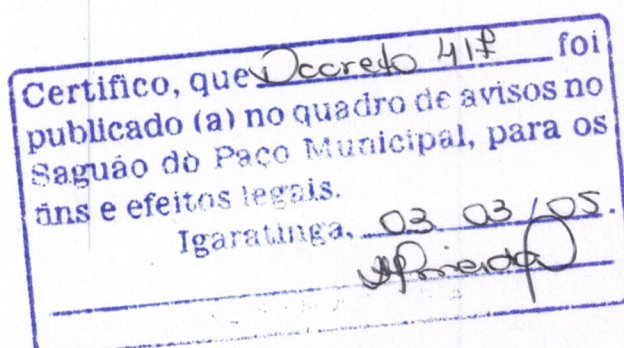 Certifico, que Decreto 417 foi
publicado (a) no quadro de avisos no
Saguão do Paço Municipal, para os
fins e efeitos legais.
Igaratinga, 03 03 / 05.